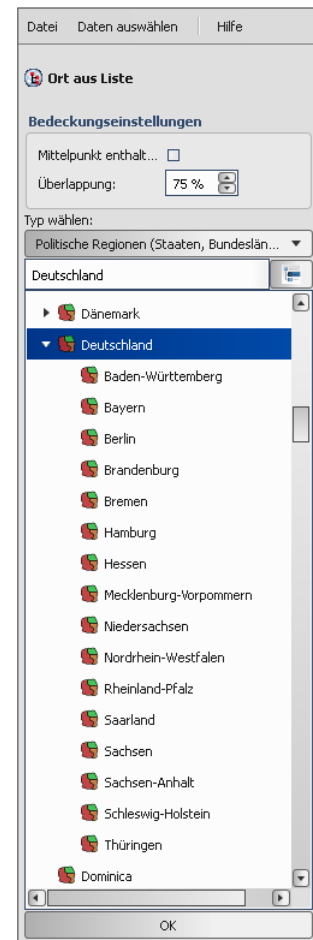 Datei Daten auswählen Hilfe
Ort aus Liste
Bedeckungseinstellungen
Mittelpunkt enthalt...
Überlappung: 75 %
Typ wählen:
Politische Regionen (Staaten, Bundeslän...
Deutschland
Dänemark
Deutschland
Baden-Württemberg
Bayern
Berlin
Brandenburg
Bremen
Hamburg
Hessen
Mecklenburg-Vorpommern
Niedersachsen
Nordrhein-Westfalen
Rheinland-Pfalz
Saarland
Sachsen
Sachsen-Anhalt
Schleswig-Holstein
Thüringen
Dominica
OK